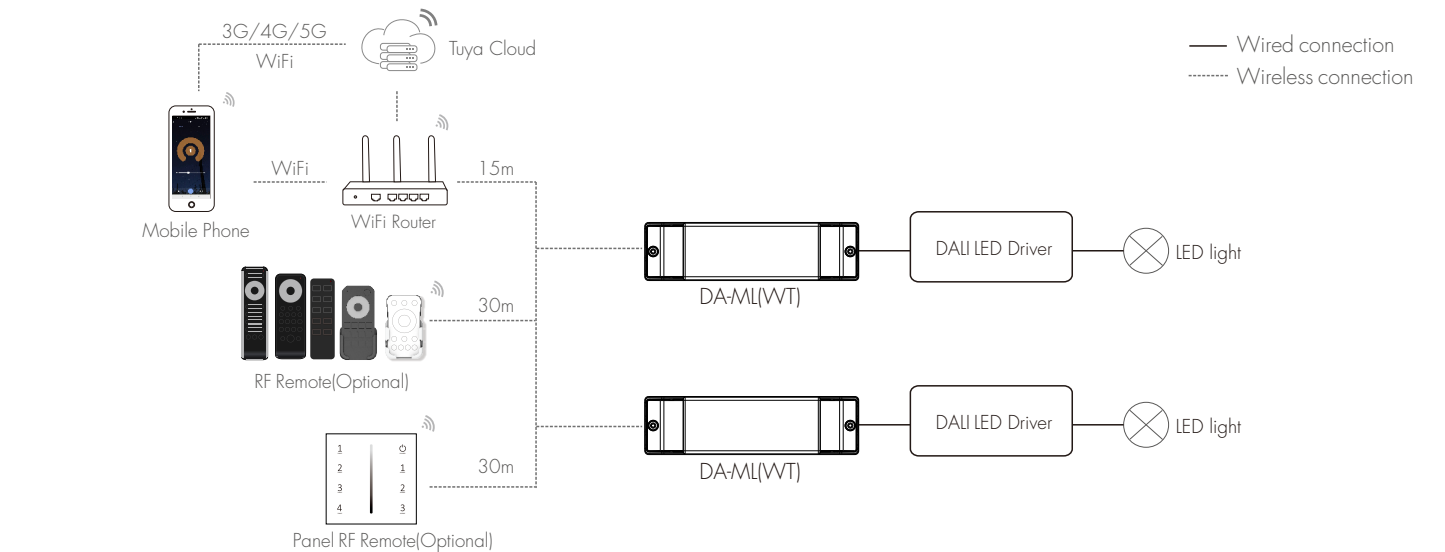 3G/4G/5G
WiFi
Tuya Cloud
Wired connection
Wireless connection
WiFi
15m
Mobile Phone
WiFi Router
DA-ML(WT)
DALI LED Driver
LED light
30m
RF Remote(Optional)
DA-ML(WT)
DALI LED Driver
LED light
1
2
3
4
1
2
3
30m
Panel RF Remote(Optional)